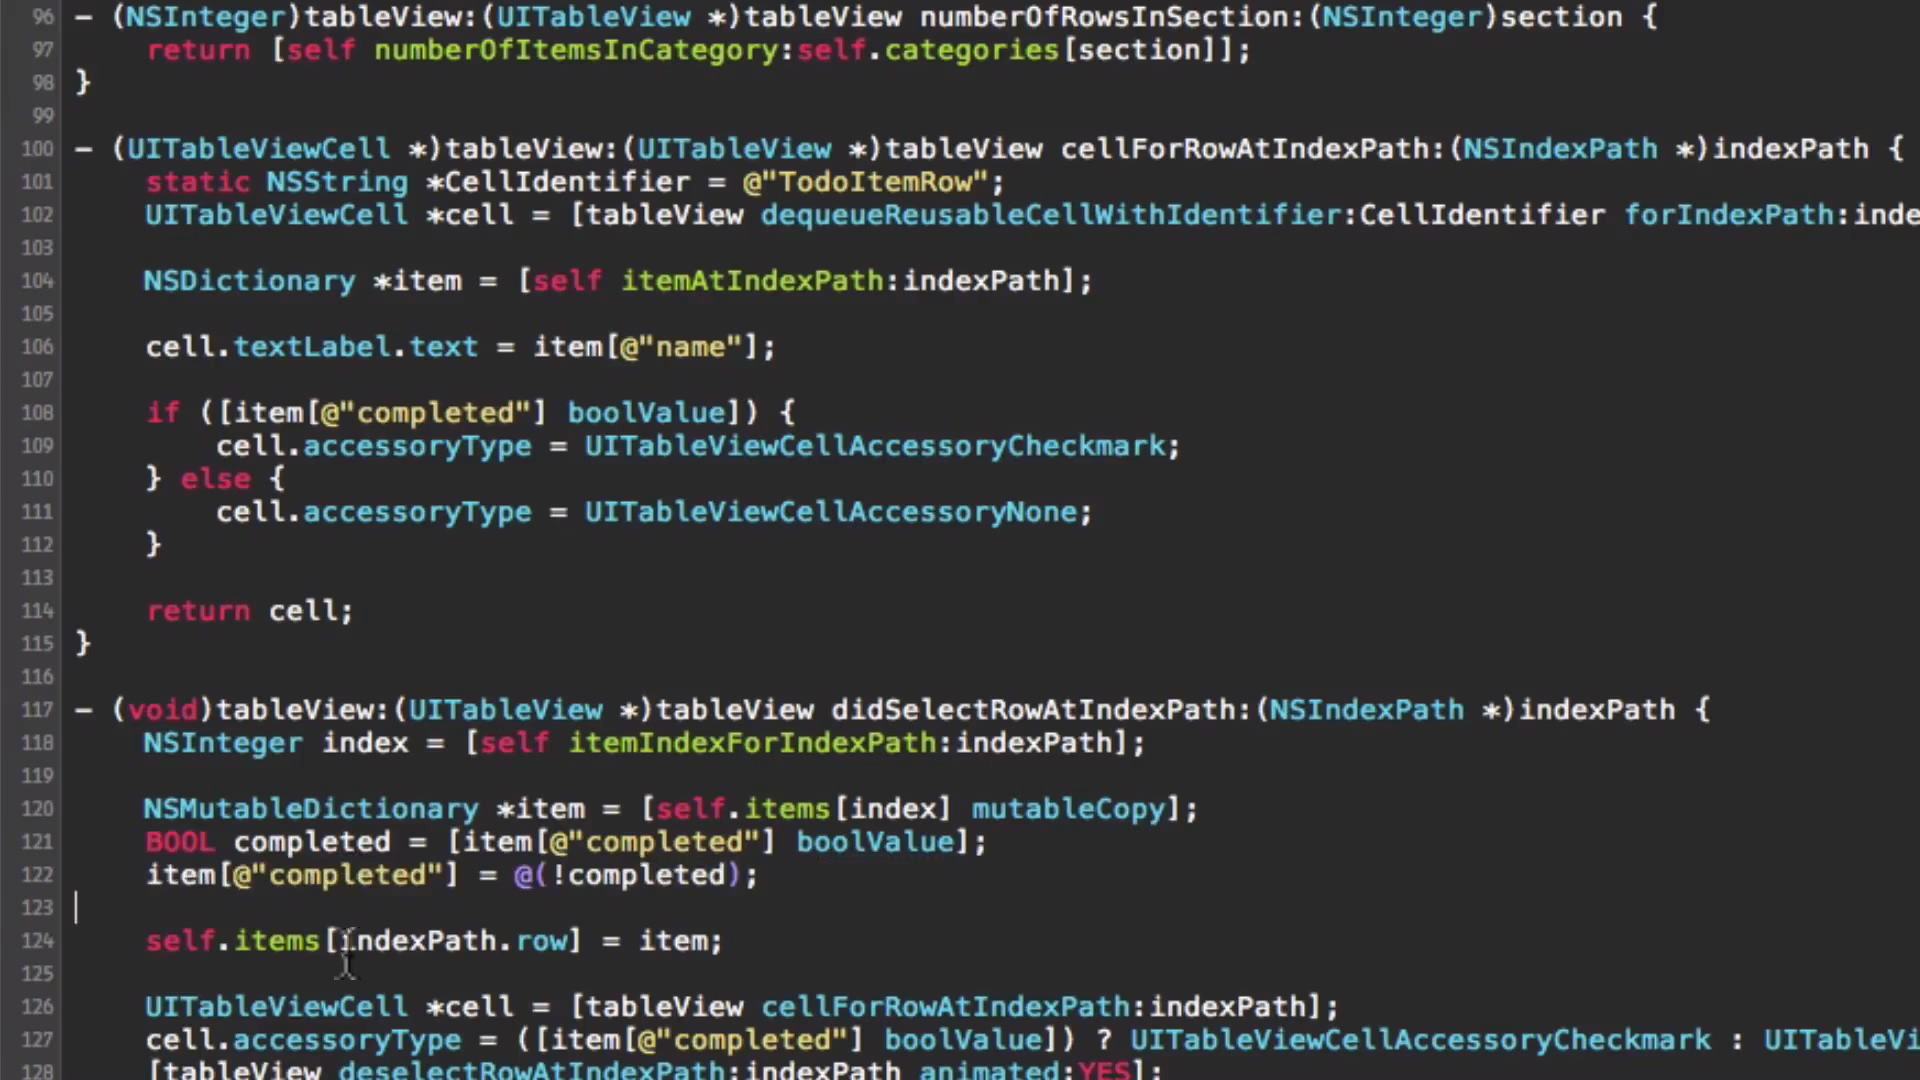 96 - (NSInteger)tableView:(UITableView *)tableView numberOfRowsInSection:(NSInteger)section {
97     return [self numberOfItemsInCategory:self.categories[section]];
98 }
99
100 - (UITableViewCell *)tableView:(UITableView *)tableView cellForRowAtIndexPath:(NSIndexPath *)indexPath {
101     static NSString *CellIdentifier = @"TodoItemRow";
102     UITableViewCell *cell = [tableView dequeueReusableCellWithIdentifier:CellIdentifier forIndexPath:inde
103
104     NSDictionary *item = [self itemAtIndexPath:indexPath];
105
106     cell.textLabel.text = item[@"name"];
107
108     if ([item[@"completed"] boolValue]) {
109         cell.accessoryType = UITableViewCellAccessoryCheckmark;
110     } else {
111         cell.accessoryType = UITableViewCellAccessoryNone;
112     }
113
114     return cell;
115 }
116
117 - (void)tableView:(UITableView *)tableView didSelectRowAtIndexPath:(NSIndexPath *)indexPath {
118     NSInteger index = [self itemIndexForIndexPath:indexPath];
119
120     NSMutableDictionary *item = [self.items[index] mutableCopy];
121     BOOL completed = [item[@"completed"] boolValue];
122     item[@"completed"] = @(!completed);
123
124     self.items[indexPath.row] = item;
125
126     UITableViewCell *cell = [tableView cellForRowAtIndexPath:indexPath];
127     cell.accessoryType = ([item[@"completed"] boolValue]) ? UITableViewCellAccessoryCheckmark : UITableVi
128     [tableView deselectRowAtIndexPath:indexPath animated:YES];